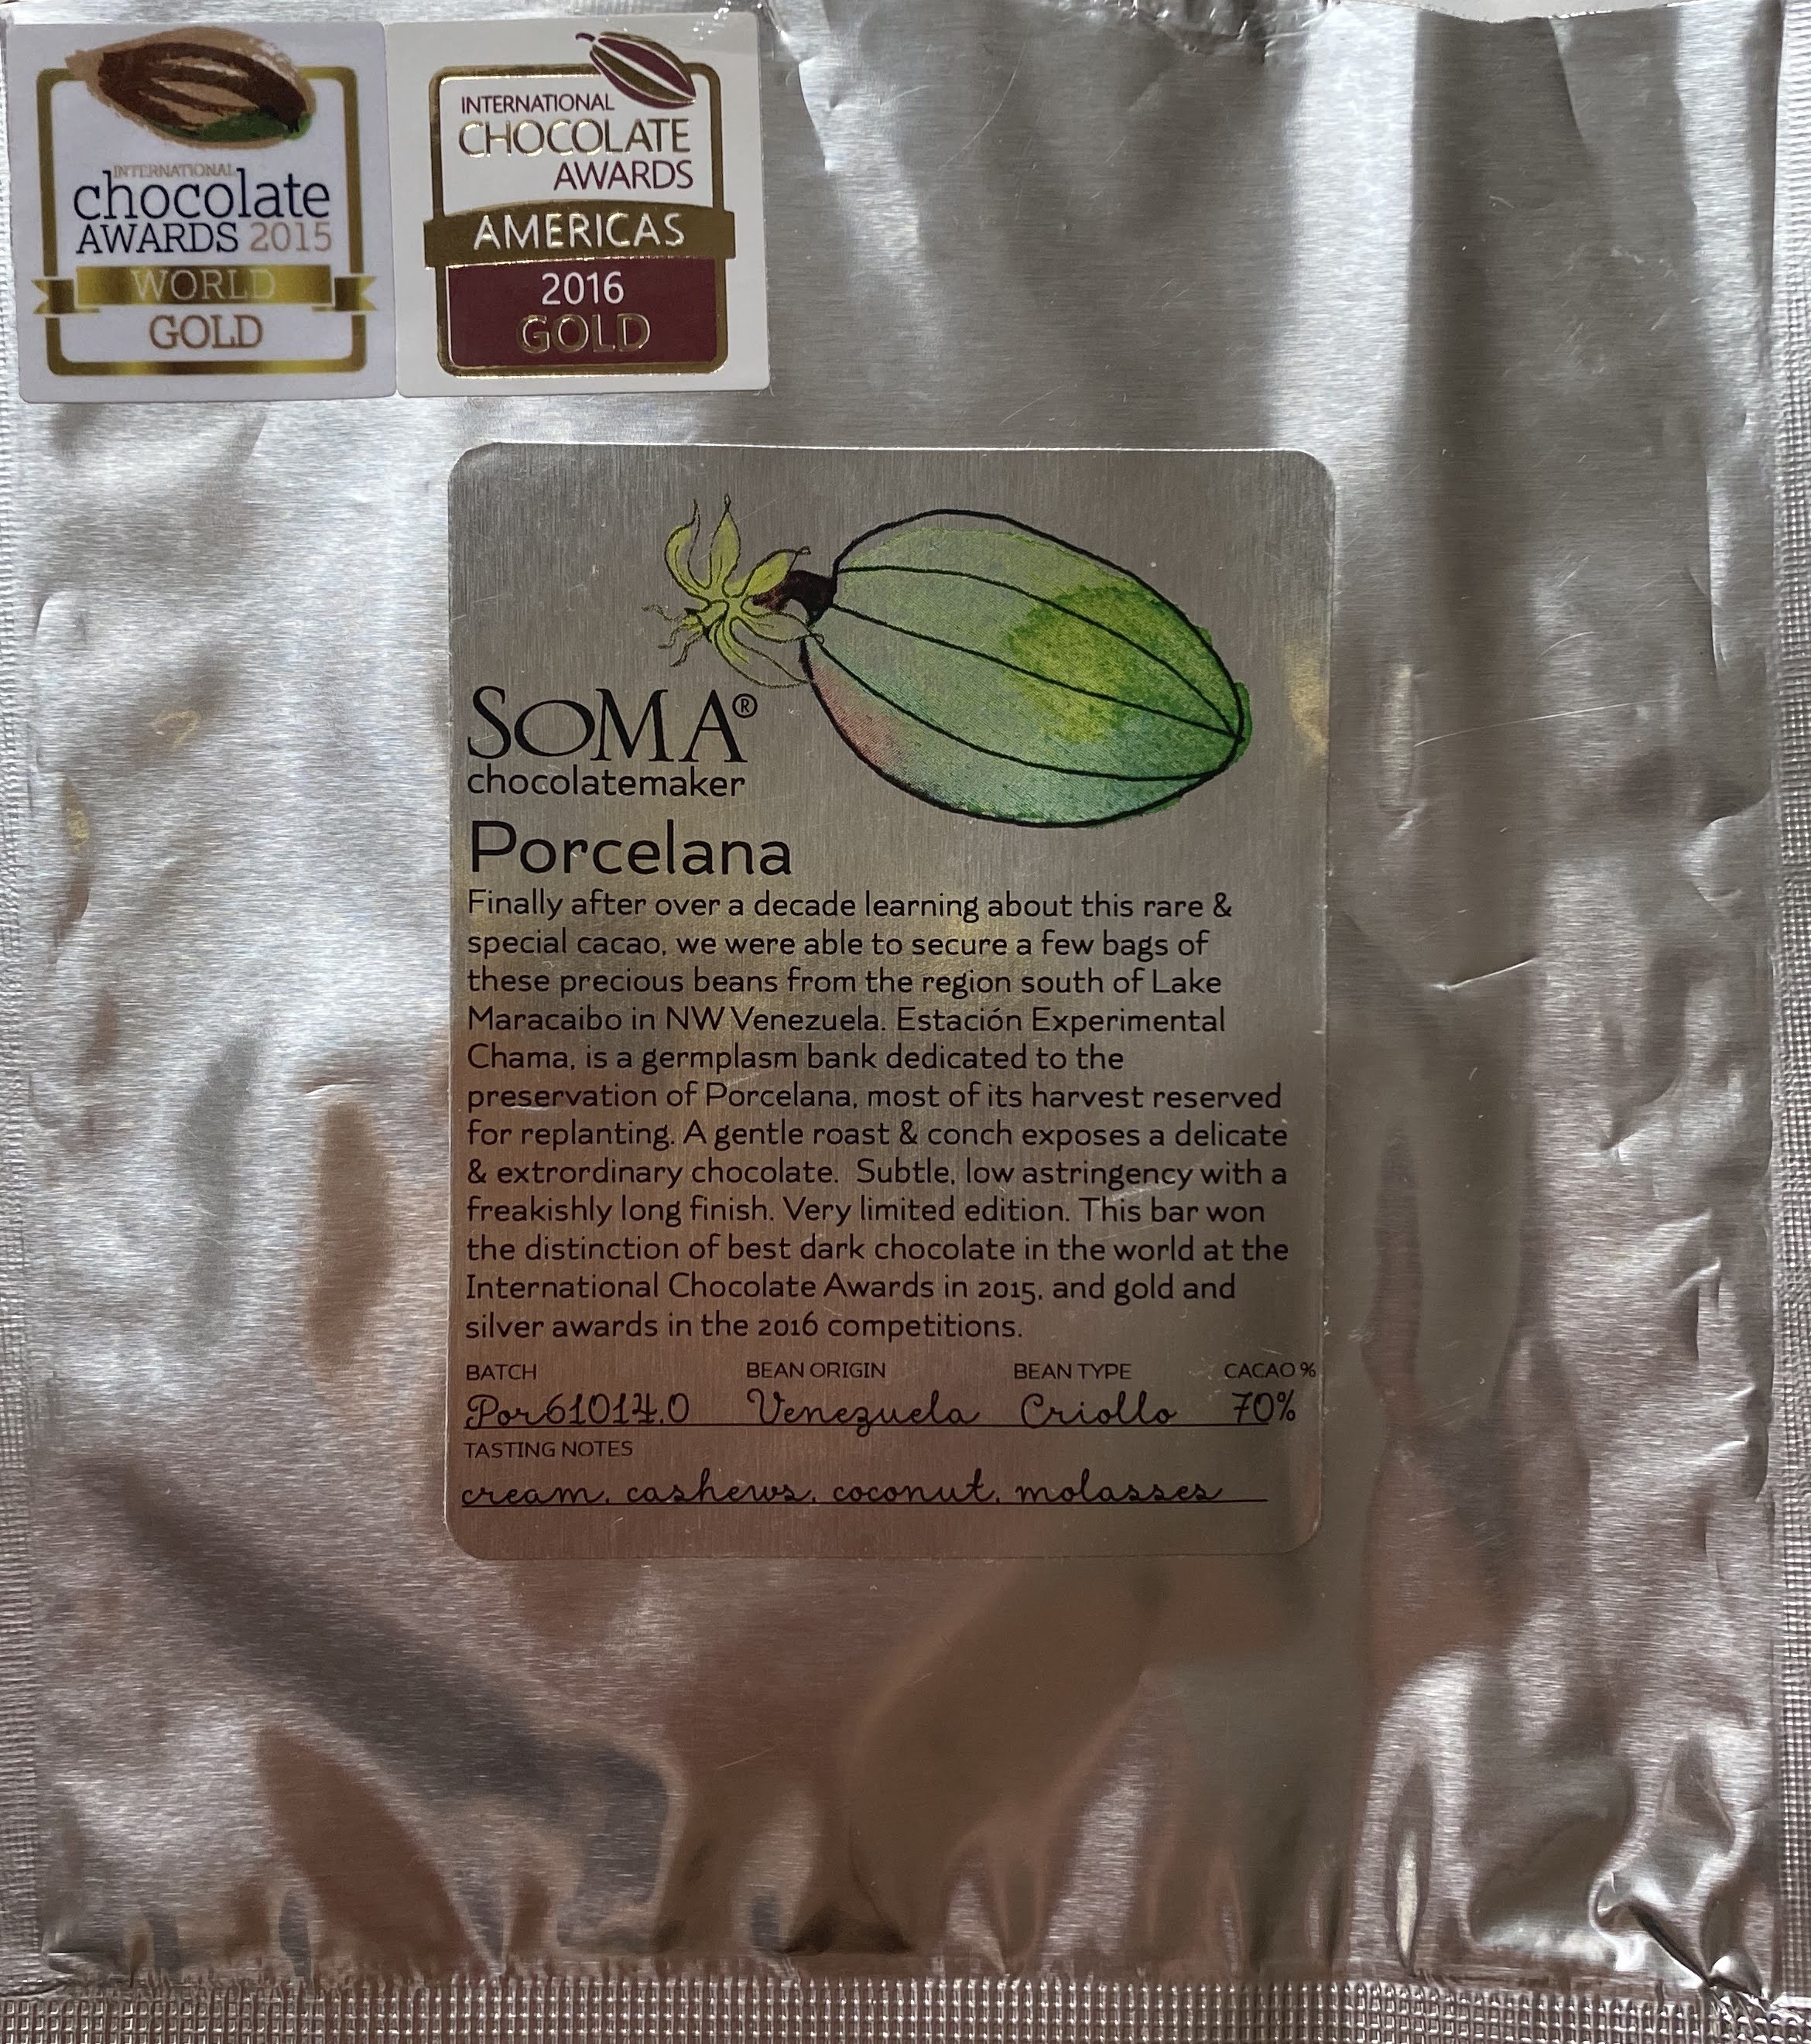 INTERNATIONAL
chocolate
AWARDS 2015
WORLD
GOLD
INTERNATIONAL
CHOCOLATE
AWARDS
AMERICAS
2016
GOLD
SOMA®
chocolatemaker
Porcelana
Finally after over a decade learning about this rare &
special cacao, we were able to secure a few bags of
these precious beans from the region south of Lake
Maracaibo in NW Venezuela. Estación Experimental
Chama, is a germplasm bank dedicated to the
preservation of Porcelana, most of its harvest reserved
for replanting. A gentle roast & conch exposes a delicate
& extrordinary chocolate. Subtle, low astringency with a
freakishly long finish. Very limited edition. This bar won
the distinction of best dark chocolate in the world at the
International Chocolate Awards in 2015, and gold and
silver awards in the 2016 competitions.
BATCH BEAN ORIGIN BEAN TYPE CACAO %
Por61014.0 Venezuela Criollo 70%
TASTING NOTES
cream, cashews, coconut, molasses